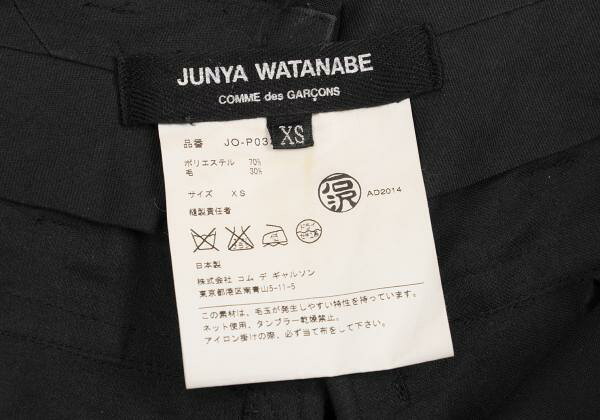 JUNYA WATANABE
COMME des GARÇONS
XS
品番 JO-P03
ポリエステル 70%
毛 30%
サイズ XS
縫製責任者
AD2014
日本製
株式会社 コム デ ギャルソン
東京都港区南青山5-11-5
この素材は、毛玉が発生しやすい特性を持っています。
ネット使用、タンブラー乾燥禁止。
アイロン掛けの際、必ず当て布をして下さい。